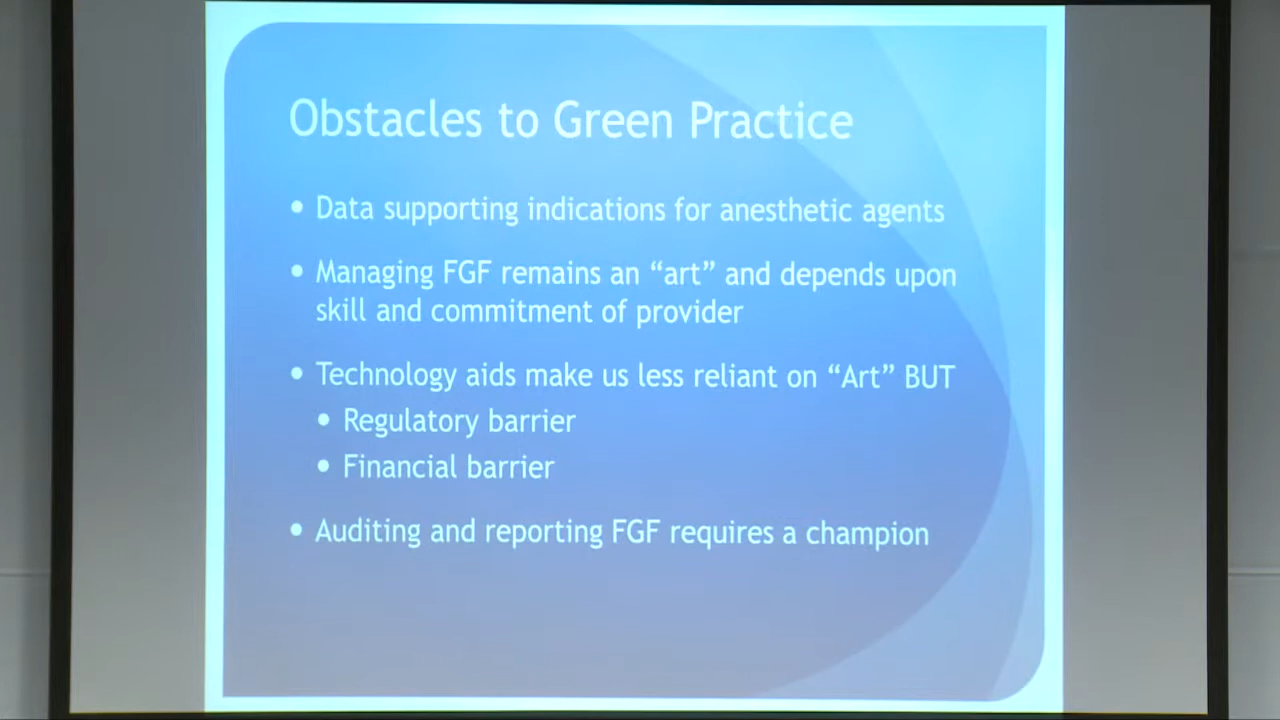 Obstacles to Green Practice
• Data supporting indications for anesthetic agents
• Managing FGF remains an “art” and depends upon
skill and commitment of provider
• Technology aids make us less reliant on “Art” BUT
• Regulatory barrier
• Financial barrier
• Auditing and reporting FGF requires a champion